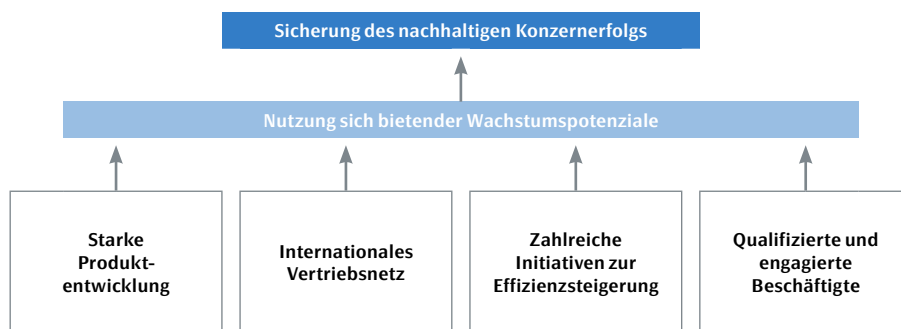 Sicherung des nachhaltigen Konzernerfolgs
Nutzung sich bietender Wachstumspotenziale
Starke
Produkt-
entwicklung
Internationales
Vertriebsnetz
Zahlreiche
Initiativen zur
Effizienzsteigerung
Qualifizierte und
engagierte
Beschäftigte